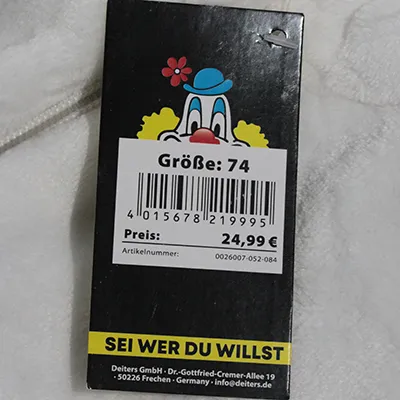 Größe: 74
4 015678 219995
Preis: 24,99 €
Artikelnummer: 0026007-052-084
SEI WER DU WILLST
Deiters GmbH · Dr.-Gottfried-Cremer-Allee 19
· 50226 Frechen · Germany · info@deiters.de